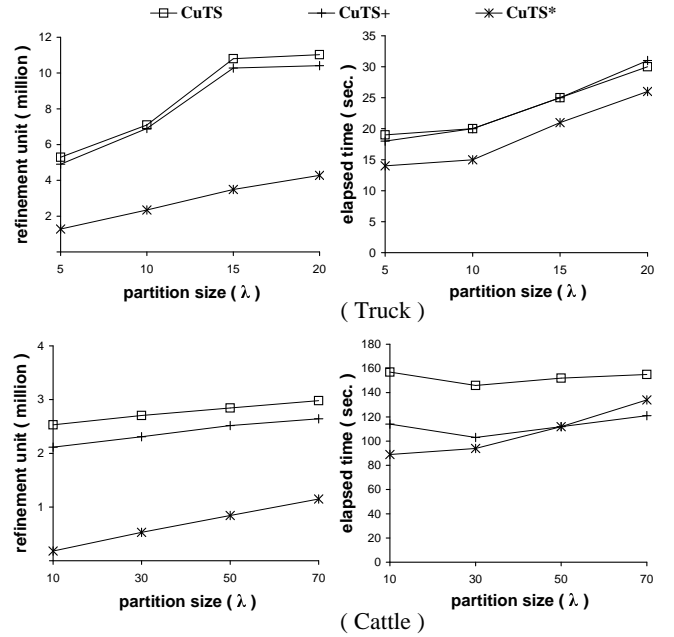 CuTS CuTS+ CuTS*
refinement unit ( million )
12
10
8
6
4
2
5 10 15 20
partition size ( λ )
elapsed time ( sec. )
35
30
25
20
15
10
5
0
5 10 15 20
partition size ( λ )
( Truck )
refinement unit ( million )
4
3
2
1
10 30 50 70
partition size ( λ )
elapsed time ( sec. )
180
160
140
120
100
80
60
40
20
0
10 30 50 70
partition size ( λ )
( Cattle )